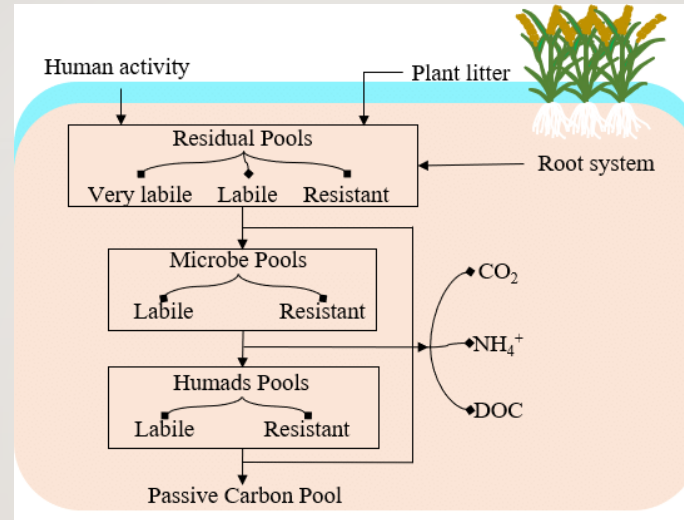 Human activity
Plant litter
Residual Pools
Very labile Labile Resistant
Root system
Microbe Pools
Labile Resistant
CO₂
NH₄⁺
Humads Pools
Labile Resistant
DOC
Passive Carbon Pool